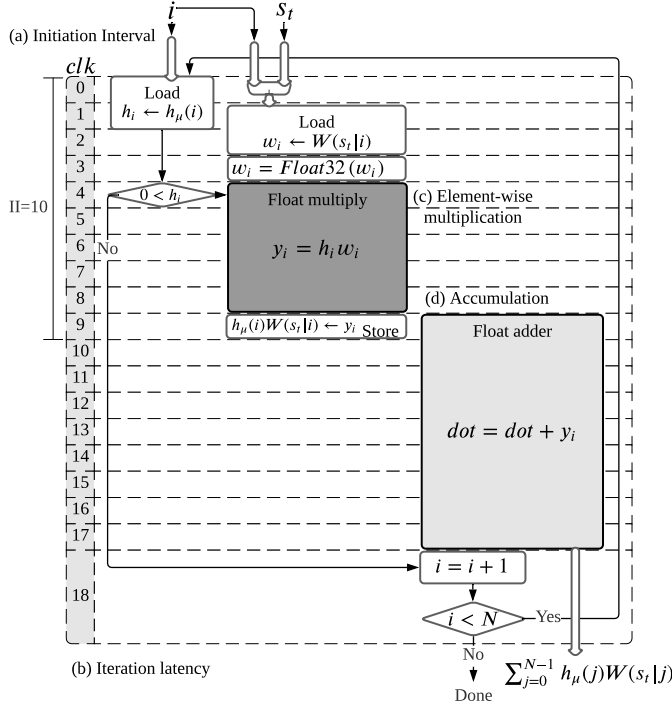 i
s_t
(a) Initiation Interval
clk
0
1
2
3
4
5
6
7
8
9
10
11
12
13
14
15
16
17
18
II=10
Load
h_i ← h_μ(i)
Load
w_i ← W(s_t|i)
w_i = Float32(w_i)
0 < h_i
No
Float multiply
y_i = h_i w_i
(c) Element-wise
multiplication
h_μ(i)W(s_t|i) ← y_i Store
(d) Accumulation
Float adder
dot = dot + y_i
i = i + 1
i < N
Yes
No
Done
(b) Iteration latency
∑_{j=0}^{N-1} h_μ(j)W(s_t|j)